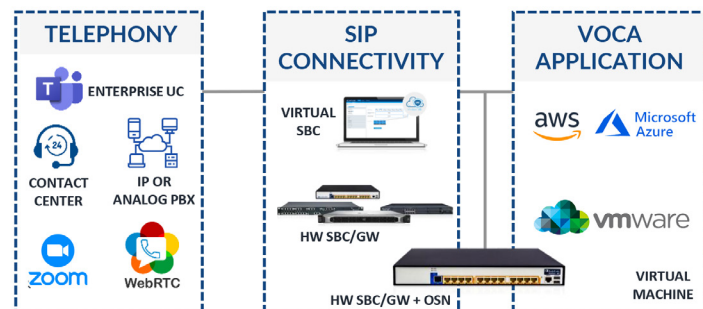 TELEPHONY
ENTERPRISE UC
24
CONTACT
CENTER
IP OR
ANALOG PBX
zoom
WebRTC
SIP
CONNECTIVITY
VIRTUAL
SBC
HW SBC/GW
HW SBC/GW + OSN
VOCA
APPLICATION
aws
Microsoft
Azure
vmware
VIRTUAL
MACHINE